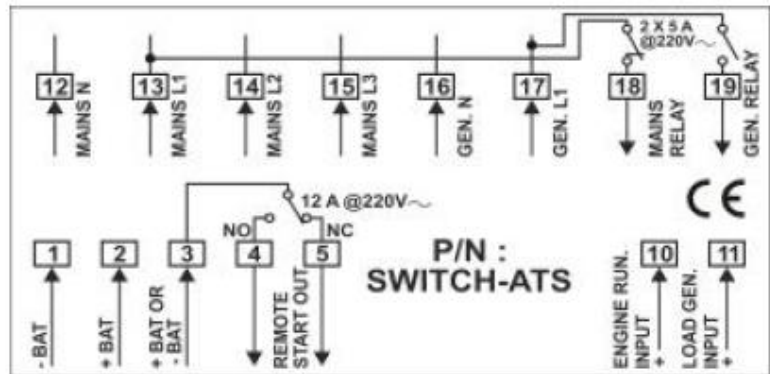 2 X 5 A
@220V～
12
13
14
15
16
17
18
19
MAINS N
MAINS L1
MAINS L2
MAINS L3
GEN. N
GEN. L1
MAINS
RELAY
GEN. RELAY
12 A @220V～
CE
NO
NC
1
2
3
4
5
P/N :
SWITCH-ATS
10
11
- BAT
+ BAT
+ BAT OR
- BAT
REMOTE
START OUT
ENGINE RUN.
INPUT
+
LOAD GEN.
INPUT
+